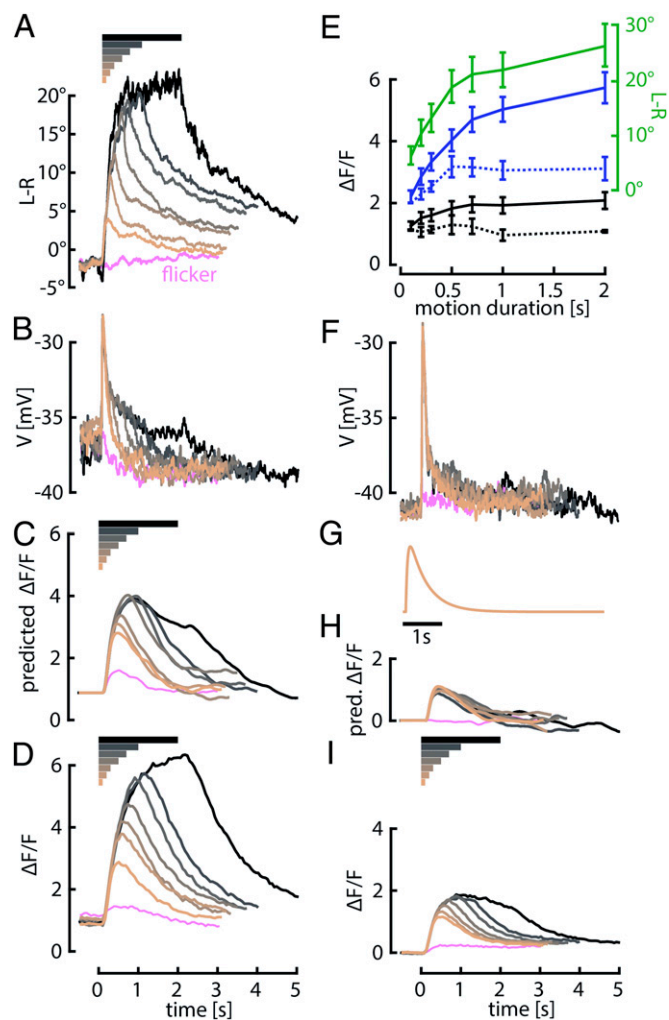 A
L-R
20°
15°
10°
5°
0°
-5°
flicker
B
V [mV]
-30
-35
-40
C
predicted ΔF/F
6
4
2
0
D
ΔF/F
6
4
2
0
0 1 2 3 4 5
time [s]
E
ΔF/F
6
4
2
0
30°
20°
10°
0°
L-R
0 0.5 1 1.5 2
motion duration [s]
F
V [mV]
-30
-35
-40
G
1s
H
pred. ΔF/F
2
0
I
ΔF/F
4
2
0
0 1 2 3 4 5
time [s]